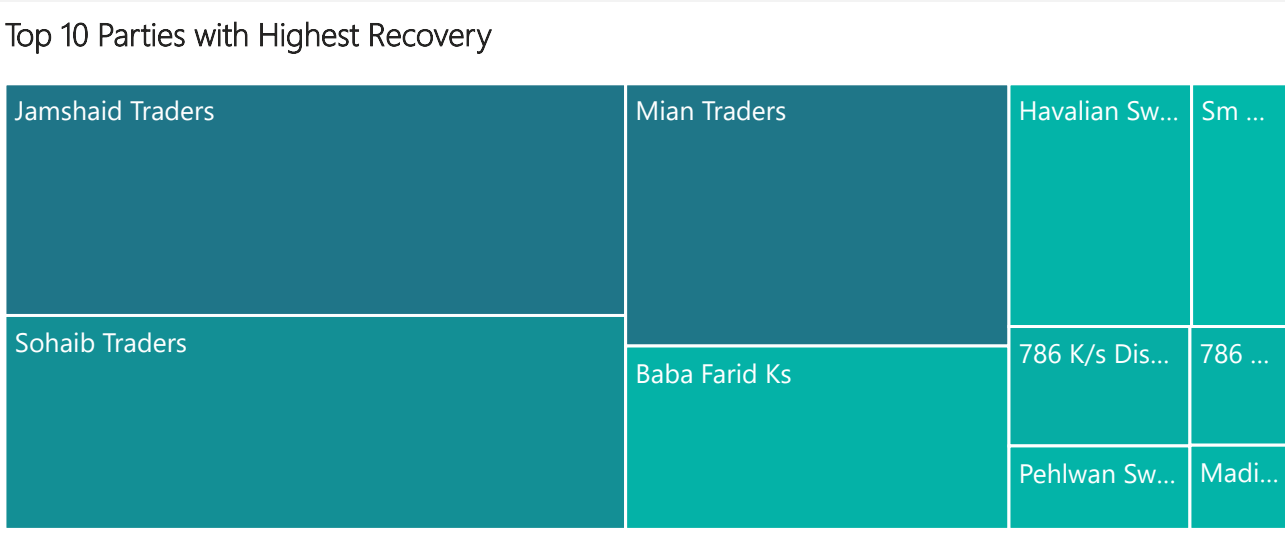 Top 10 Parties with Highest Recovery
Jamshaid Traders
Mian Traders
Havalian Sw...
Sm ...
Sohaib Traders
Baba Farid Ks
786 K/s Dis...
786 ...
Pehlwan Sw...
Madi...